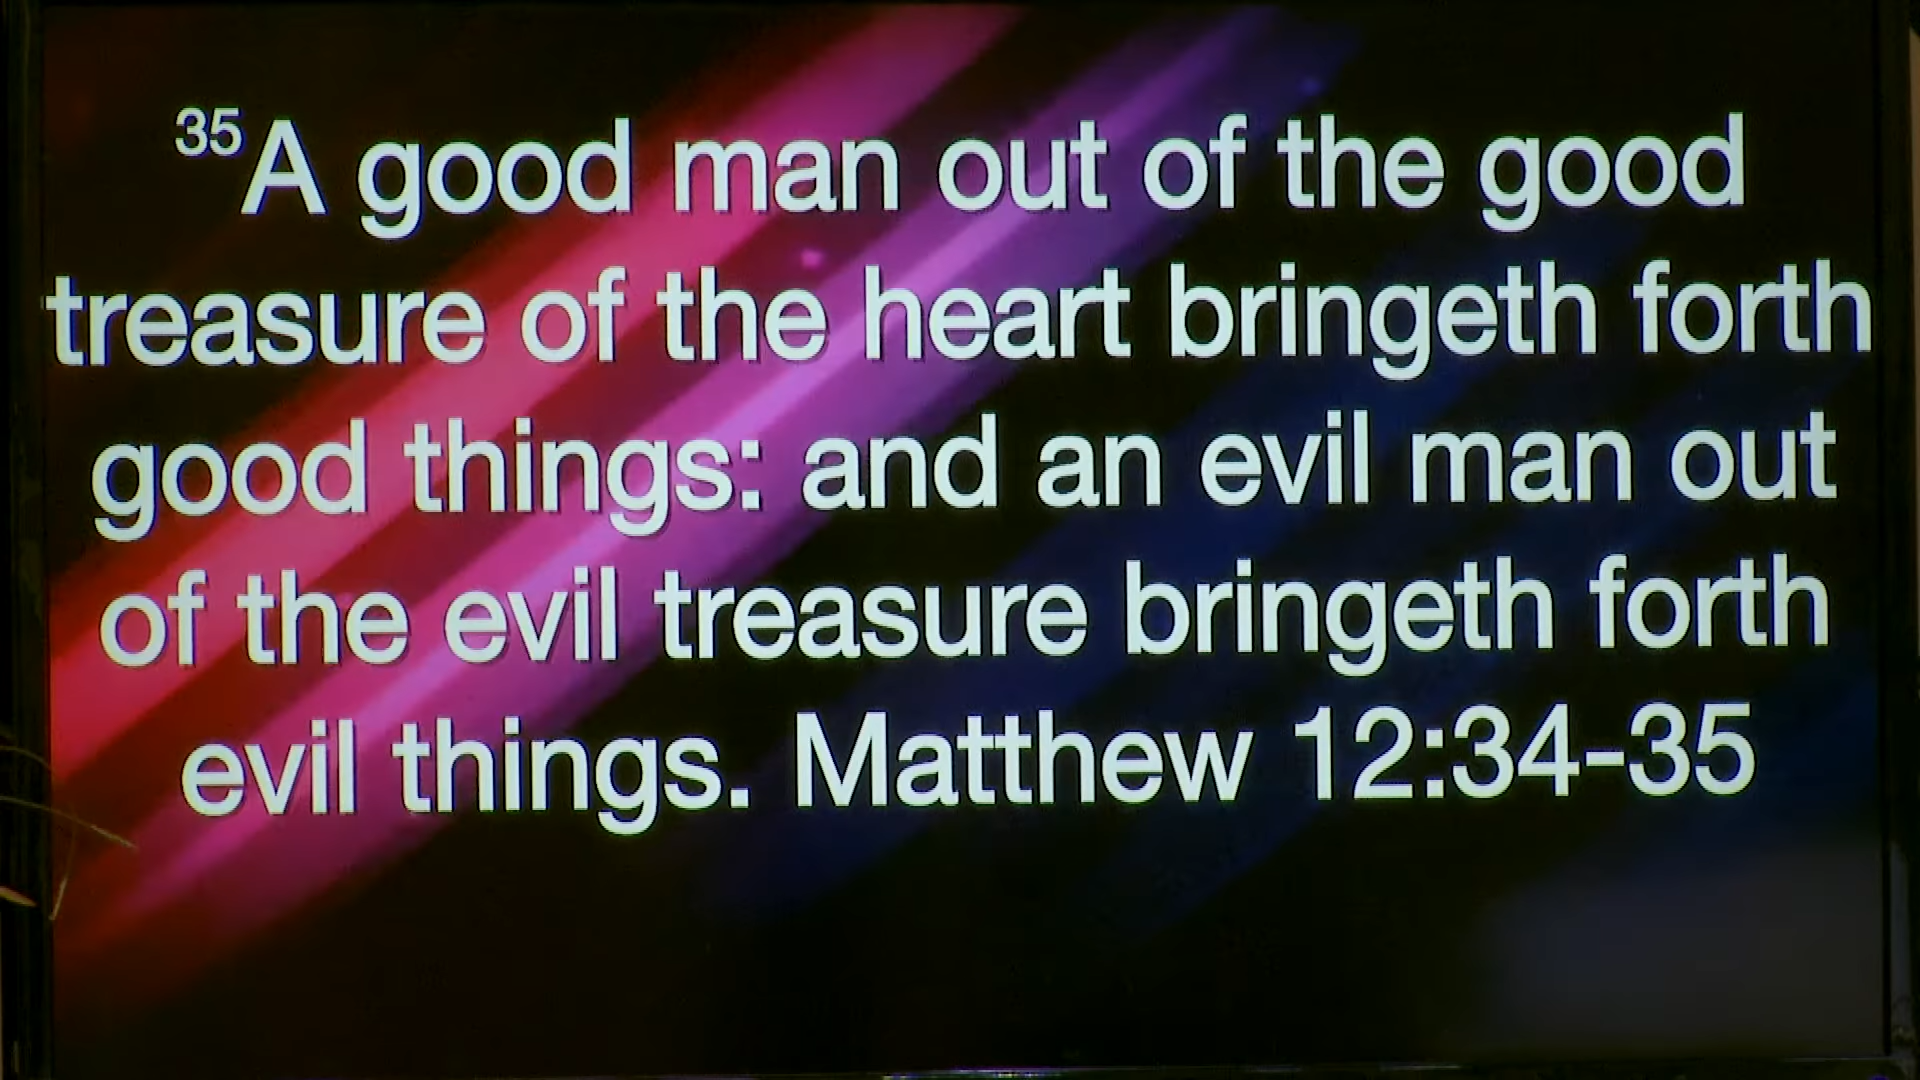 35A good man out of the good
treasure of the heart bringeth forth
good things: and an evil man out
of the evil treasure bringeth forth
evil things. Matthew 12:34-35